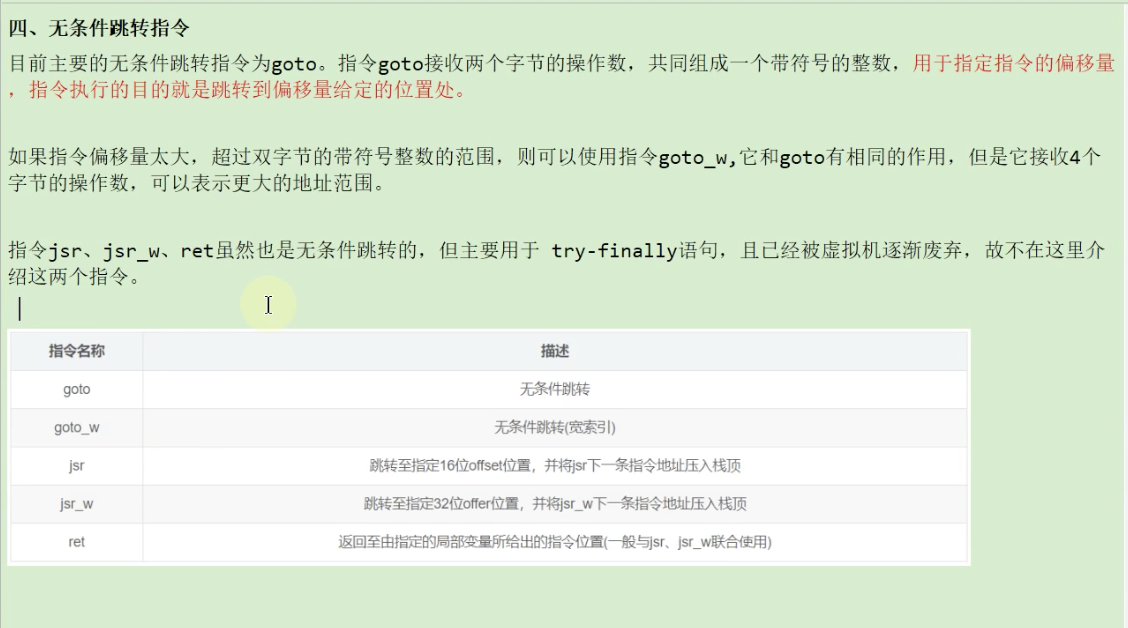 四、无条件跳转指令
目前主要的无条件跳转指令为goto。指令goto接收两个字节的操作数，共同组成一个带符号的整数，用于指定指令的偏移量
，指令执行的目的就是跳转到偏移量给定的位置处。
如果指令偏移量太大，超过双字节的带符号整数的范围，则可以使用指令goto_w,它和goto有相同的作用，但是它接收4个
字节的操作数，可以表示更大的地址范围。
指令jsr、jsr_w、ret虽然也是无条件跳转的，但主要用于 try-finally语句，且已经被虚拟机逐渐废弃，故不在这里介
绍这两个指令。
指令名称 描述
goto 无条件跳转
goto_w 无条件跳转(宽索引)
jsr 跳转至指定16位offset位置，并将jsr下一条指令地址压入栈顶
jsr_w 跳转至指定32位offer位置，并将jsr_w下一条指令地址压入栈顶
ret 返回至由指定的局部变量所给出的指令位置(一般与jsr、jsr_w联合使用)